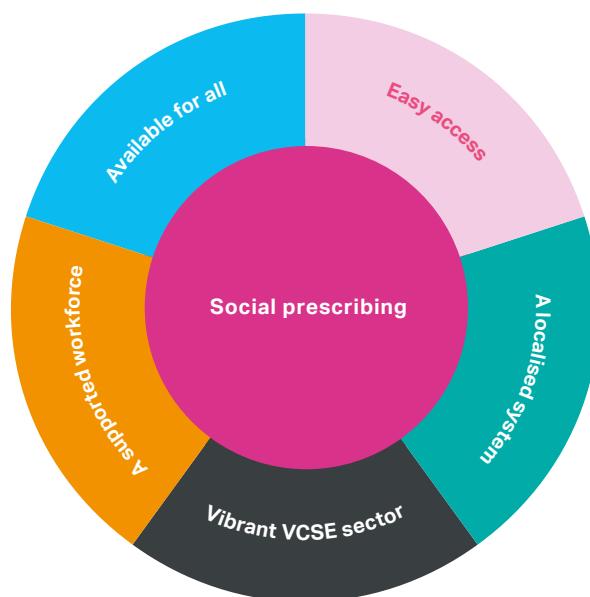 Available for all
Easy access
Social prescribing
A supported workforce
A localised system
Vibrant VCSE sector